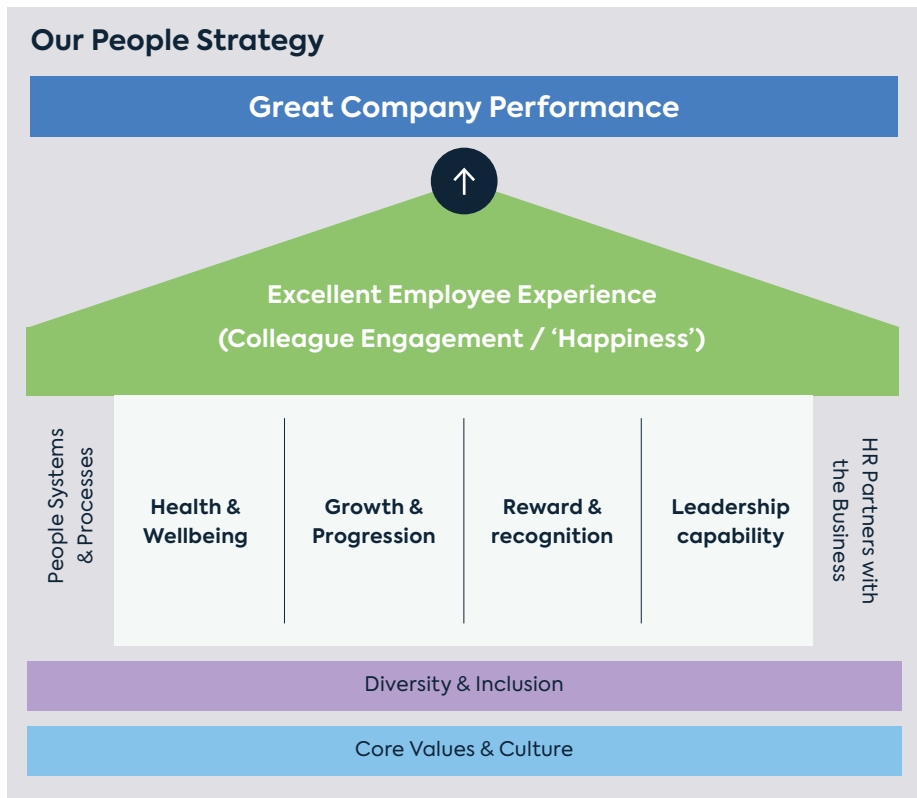 Our People Strategy
Great Company Performance
Excellent Employee Experience
(Colleague Engagement / ‘Happiness’)
People Systems
& Processes
Health &
Wellbeing
Growth &
Progression
Reward &
recognition
Leadership
capability
HR Partners with
the Business
Diversity & Inclusion
Core Values & Culture